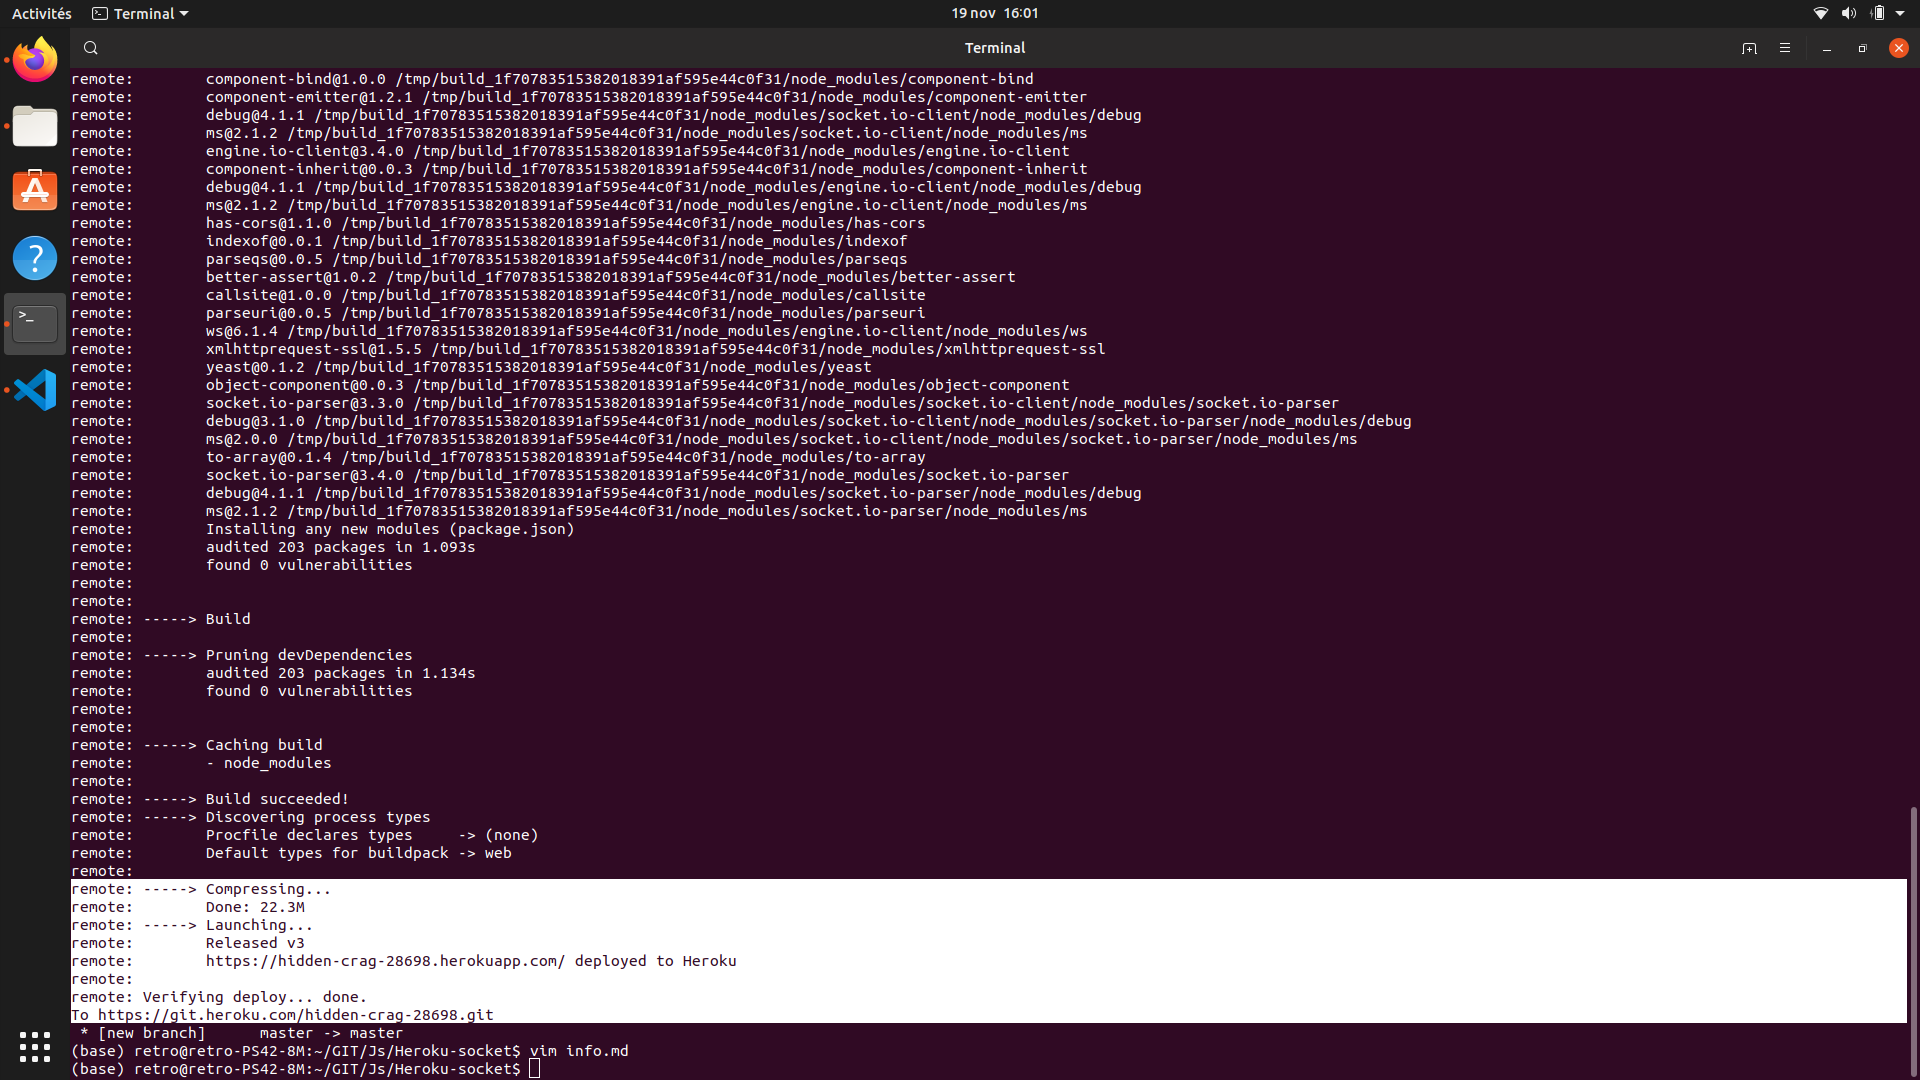 Activités Terminal 19 nov 16:01
Terminal
remote:        component-bind@1.0.0 /tmp/build_1f70783515382018391af595e44c0f31/node_modules/component-bind
remote:        component-emitter@1.2.1 /tmp/build_1f70783515382018391af595e44c0f31/node_modules/component-emitter
remote:        debug@4.1.1 /tmp/build_1f70783515382018391af595e44c0f31/node_modules/socket.io-client/node_modules/debug
remote:        ms@2.1.2 /tmp/build_1f70783515382018391af595e44c0f31/node_modules/socket.io-client/node_modules/ms
remote:        engine.io-client@3.4.0 /tmp/build_1f70783515382018391af595e44c0f31/node_modules/engine.io-client
remote:        component-inherit@0.0.3 /tmp/build_1f70783515382018391af595e44c0f31/node_modules/component-inherit
remote:        debug@4.1.1 /tmp/build_1f70783515382018391af595e44c0f31/node_modules/engine.io-client/node_modules/debug
remote:        ms@2.1.2 /tmp/build_1f70783515382018391af595e44c0f31/node_modules/engine.io-client/node_modules/ms
remote:        has-cors@1.1.0 /tmp/build_1f70783515382018391af595e44c0f31/node_modules/has-cors
remote:        indexof@0.0.1 /tmp/build_1f70783515382018391af595e44c0f31/node_modules/indexof
remote:        parseqs@0.0.5 /tmp/build_1f70783515382018391af595e44c0f31/node_modules/parseqs
remote:        better-assert@1.0.2 /tmp/build_1f70783515382018391af595e44c0f31/node_modules/better-assert
remote:        callsite@1.0.0 /tmp/build_1f70783515382018391af595e44c0f31/node_modules/callsite
remote:        parseuri@0.0.5 /tmp/build_1f70783515382018391af595e44c0f31/node_modules/parseuri
remote:        ws@6.1.4 /tmp/build_1f70783515382018391af595e44c0f31/node_modules/engine.io-client/node_modules/ws
remote:        xmlhttprequest-ssl@1.5.5 /tmp/build_1f70783515382018391af595e44c0f31/node_modules/xmlhttprequest-ssl
remote:        yeast@0.1.2 /tmp/build_1f70783515382018391af595e44c0f31/node_modules/yeast
remote:        object-component@0.0.3 /tmp/build_1f70783515382018391af595e44c0f31/node_modules/object-component
remote:        socket.io-parser@3.3.0 /tmp/build_1f70783515382018391af595e44c0f31/node_modules/socket.io-client/node_modules/socket.io-parser
remote:        debug@3.1.0 /tmp/build_1f70783515382018391af595e44c0f31/node_modules/socket.io-client/node_modules/socket.io-parser/node_modules/debug
remote:        ms@2.0.0 /tmp/build_1f70783515382018391af595e44c0f31/node_modules/socket.io-client/node_modules/socket.io-parser/node_modules/ms
remote:        to-array@0.1.4 /tmp/build_1f70783515382018391af595e44c0f31/node_modules/to-array
remote:        socket.io-parser@3.4.0 /tmp/build_1f70783515382018391af595e44c0f31/node_modules/socket.io-parser
remote:        debug@4.1.1 /tmp/build_1f70783515382018391af595e44c0f31/node_modules/socket.io-parser/node_modules/debug
remote:        ms@2.1.2 /tmp/build_1f70783515382018391af595e44c0f31/node_modules/socket.io-parser/node_modules/ms
remote:        Installing any new modules (package.json)
remote:        audited 203 packages in 1.093s
remote:        found 0 vulnerabilities
remote:
remote:
remote: -----> Build
remote:
remote: -----> Pruning devDependencies
remote:        audited 203 packages in 1.134s
remote:        found 0 vulnerabilities
remote:
remote:
remote: -----> Caching build
remote:        - node_modules
remote:
remote: -----> Build succeeded!
remote: -----> Discovering process types
remote:        Procfile declares types     -> (none)
remote:        Default types for buildpack -> web
remote:
remote: -----> Compressing...
remote:        Done: 22.3M
remote: -----> Launching...
remote:        Released v3
remote:        https://hidden-crag-28698.herokuapp.com/ deployed to Heroku
remote:
remote: Verifying deploy... done.
To https://git.heroku.com/hidden-crag-28698.git
 * [new branch]      master -> master
(base) retro@retro-PS42-8M:~/GIT/Js/Heroku-socket$ vim info.md
(base) retro@retro-PS42-8M:~/GIT/Js/Heroku-socket$